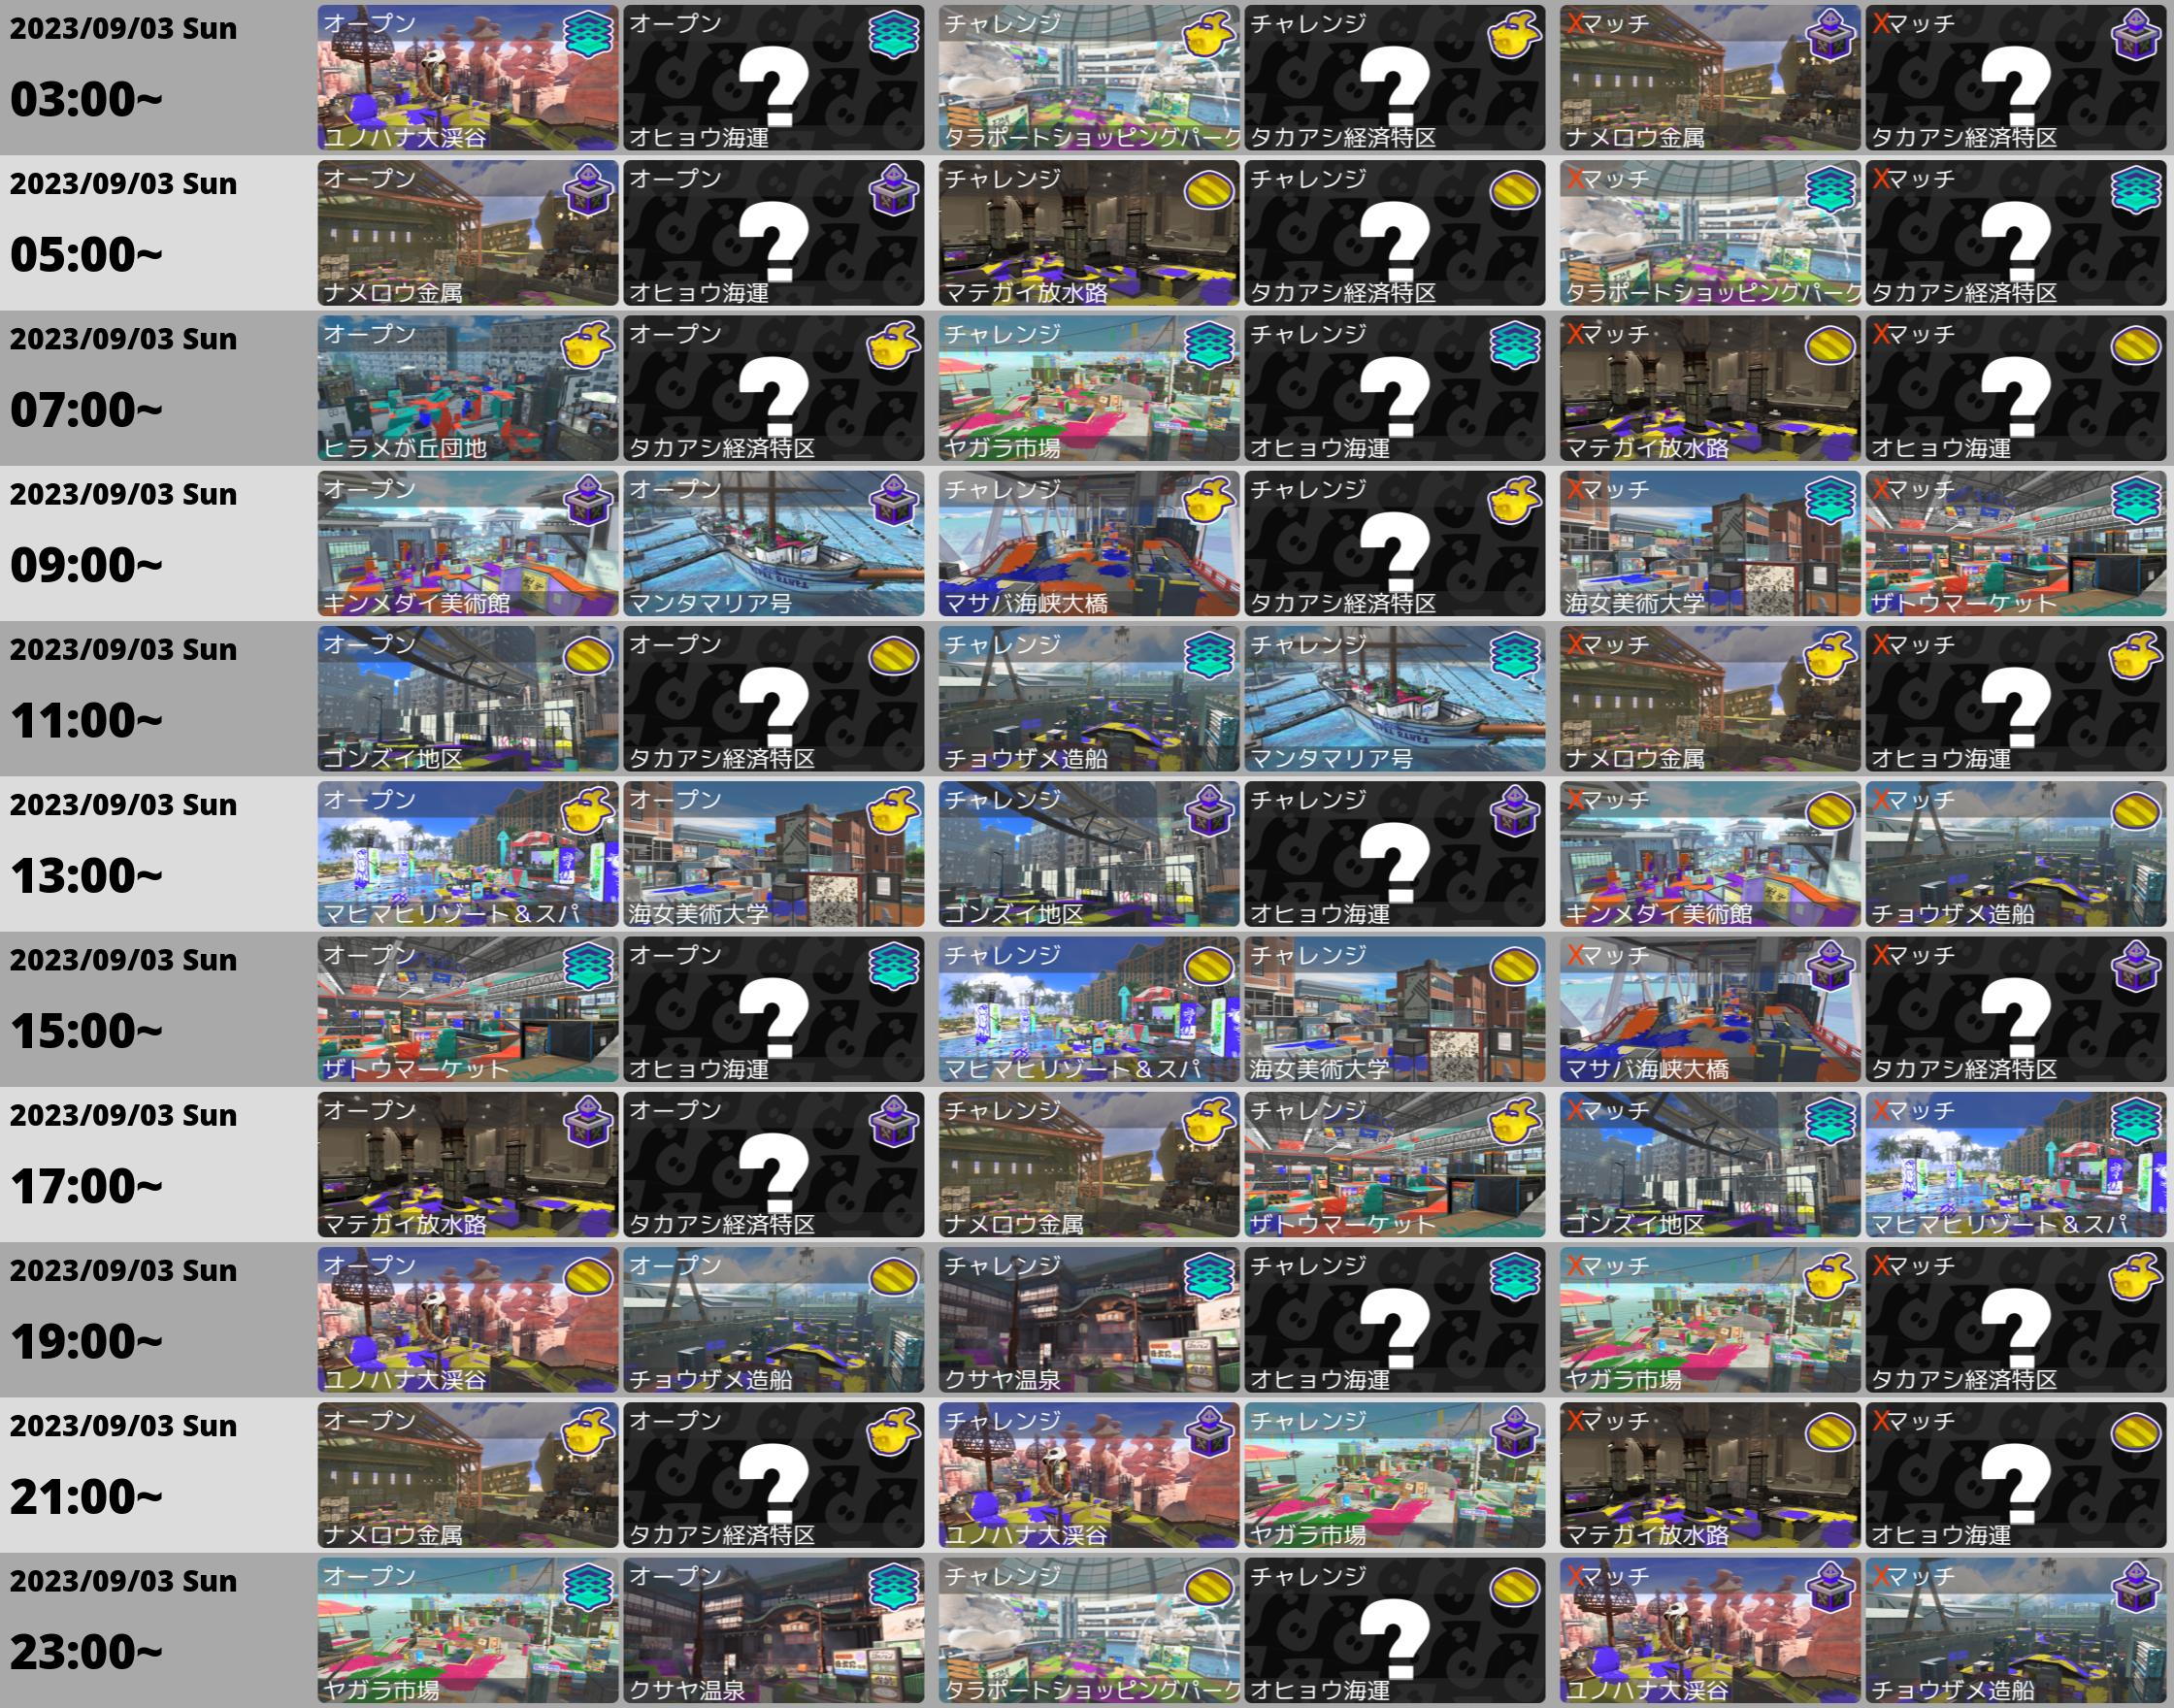 2023/09/03 Sun
03:00~
オープン
ユノハナ大渓谷
オープン
オヒョウ海運
チャレンジ
タラポートショッピングパーク
チャレンジ
タカアシ経済特区
Xマッチ
ナメロウ金属
Xマッチ
タカアシ経済特区
2023/09/03 Sun
05:00~
オープン
ナメロウ金属
オープン
オヒョウ海運
チャレンジ
マテガイ放水路
チャレンジ
タカアシ経済特区
Xマッチ
タラポートショッピングパーク
Xマッチ
タカアシ経済特区
2023/09/03 Sun
07:00~
オープン
ヒラメが丘団地
オープン
タカアシ経済特区
チャレンジ
ヤガラ市場
チャレンジ
オヒョウ海運
Xマッチ
マテガイ放水路
Xマッチ
オヒョウ海運
2023/09/03 Sun
09:00~
オープン
キンメダイ美術館
オープン
マンタマリア号
チャレンジ
マサバ海峡大橋
チャレンジ
タカアシ経済特区
Xマッチ
海女美術大学
Xマッチ
ザトウマーケット
2023/09/03 Sun
11:00~
オープン
ゴンズイ地区
オープン
タカアシ経済特区
チャレンジ
チョウザメ造船
チャレンジ
マンタマリア号
Xマッチ
ナメロウ金属
Xマッチ
オヒョウ海運
2023/09/03 Sun
13:00~
オープン
マヒマヒリゾート&スパ
オープン
海女美術大学
チャレンジ
ゴンズイ地区
チャレンジ
オヒョウ海運
Xマッチ
キンメダイ美術館
Xマッチ
チョウザメ造船
2023/09/03 Sun
15:00~
オープン
ザトウマーケット
オープン
オヒョウ海運
チャレンジ
マヒマヒリゾート&スパ
チャレンジ
海女美術大学
Xマッチ
マサバ海峡大橋
Xマッチ
タカアシ経済特区
2023/09/03 Sun
17:00~
オープン
マテガイ放水路
オープン
タカアシ経済特区
チャレンジ
ナメロウ金属
チャレンジ
ザトウマーケット
Xマッチ
ゴンズイ地区
Xマッチ
マヒマヒリゾート&スパ
2023/09/03 Sun
19:00~
オープン
ユノハナ大渓谷
オープン
チョウザメ造船
チャレンジ
クサヤ温泉
チャレンジ
オヒョウ海運
Xマッチ
ヤガラ市場
Xマッチ
タカアシ経済特区
2023/09/03 Sun
21:00~
オープン
ナメロウ金属
オープン
タカアシ経済特区
チャレンジ
ユノハナ大渓谷
チャレンジ
ヤガラ市場
Xマッチ
マテガイ放水路
Xマッチ
オヒョウ海運
2023/09/03 Sun
23:00~
オープン
ヤガラ市場
オープン
クサヤ温泉
チャレンジ
タラポートショッピングパーク
チャレンジ
オヒョウ海運
Xマッチ
ユノハナ大渓谷
Xマッチ
チョウザメ造船